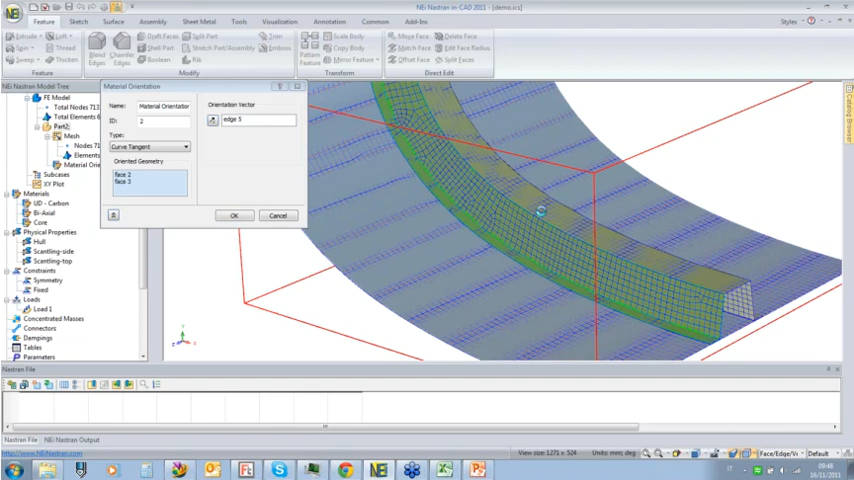 NEi Nastran in-CAD 2011 - [demo.ics]
Feature Sketch Assembly Sheet Metal Tools Visualization Annotation Common Add-Ins Styles
Extrude Loft Draft Faces Split Part Trim Scale Body Move Face Delete Face
Spin Thread Shell Part Stretch Part/Assembly Emboss Copy Body Match Face Edit Face Radius
Sweep Thicken Blend Edges Chamfer Edges Boolean Rib Pattern Feature Mirror Feature Offset Face Split Faces
Feature Modify Transform Direct Edit
NEi Nastran Model Tree
FE Model
Total Nodes 713
Total Elements
Part2
Mesh
Nodes 71
Elements
Material Orie
Subcases
XY Plot
Materials
UD - Carbon
Bi-Axial
Core
Physical Properties
Hull
Scantling-side
Scantling-top
Constraints
Symmetry
Fixed
Loads
Load 1
Concentrated Masses
Connectors
Dampings
Tables
Parameters
Material Orientation
Name: Material Orientation
ID: 2
Type:
Curve Tangent
Oriented Geometry
face 2
face 3
Orientation Vector
edge 5
OK Cancel
Catalog Browser
Nastran File
Nastran File NEi Nastran Output
http://www.NEiNastran.com
View size: 1271 x 524 Units: mm; deg Face/Edge/V Default
IT 09:48
16/11/2011